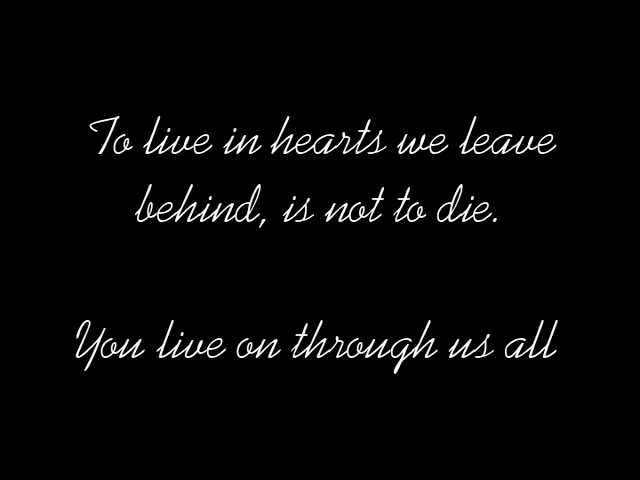 To live in hearts we leave
behind, is not to die.
You live on through us all